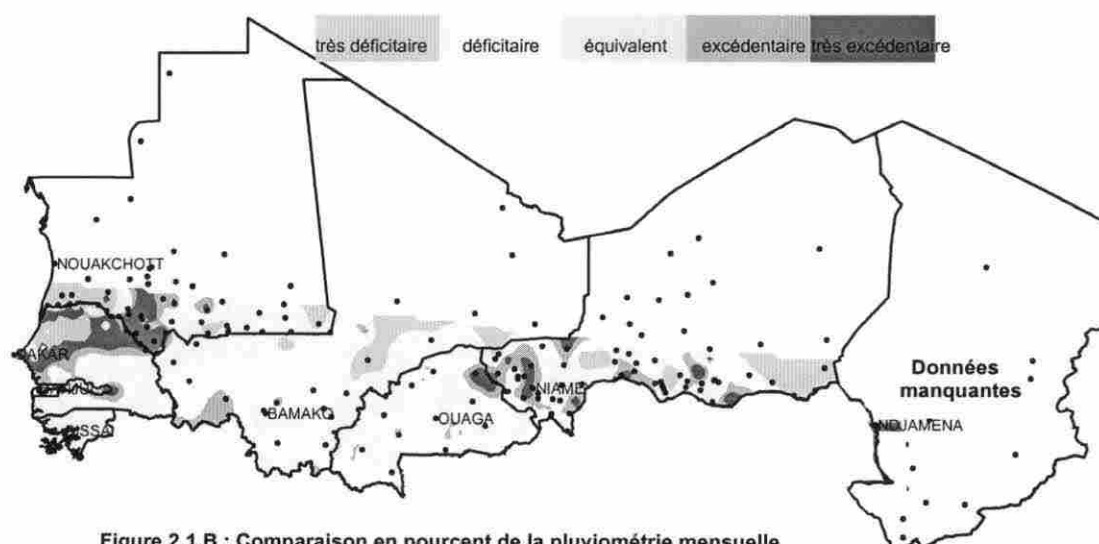 très déficitaire déficitaire équivalent excédentaire très excédentaire
NOUAKCHOTT
DAKAR
BISSAU
BAMAKO
OUAGA
NIAMEY
Données
manquantes
NDJAMENA
Figure 2.1 B : Comparaison en pourcent de la pluviométrie mensuelle